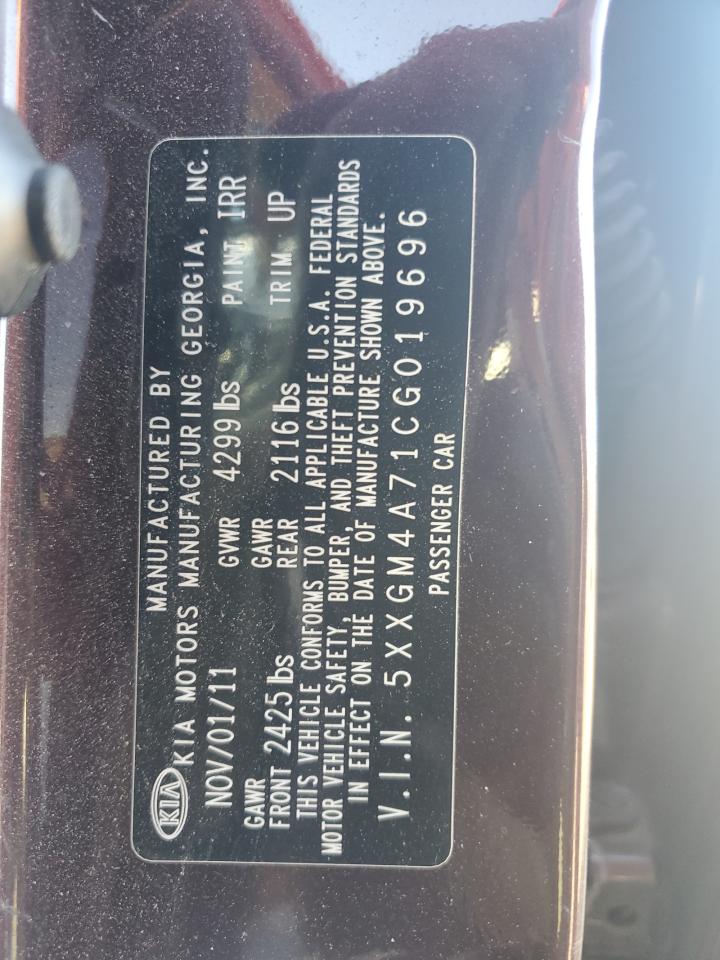 MANUFACTURED BY
KIA KIA MOTORS MANUFACTURING GEORGIA, INC.
NOV/01/11 GVWR 4299 lbs PAINT IRR
GAWR GAWR
FRONT 2425 lbs REAR 2116 lbs TRIM UP
THIS VEHICLE CONFORMS TO ALL APPLICABLE U.S.A. FEDERAL
MOTOR VEHICLE SAFETY, BUMPER, AND THEFT PREVENTION STANDARDS
IN EFFECT ON THE DATE OF MANUFACTURE SHOWN ABOVE.
V.I.N. 5XXGM4A71CG019696
PASSENGER CAR